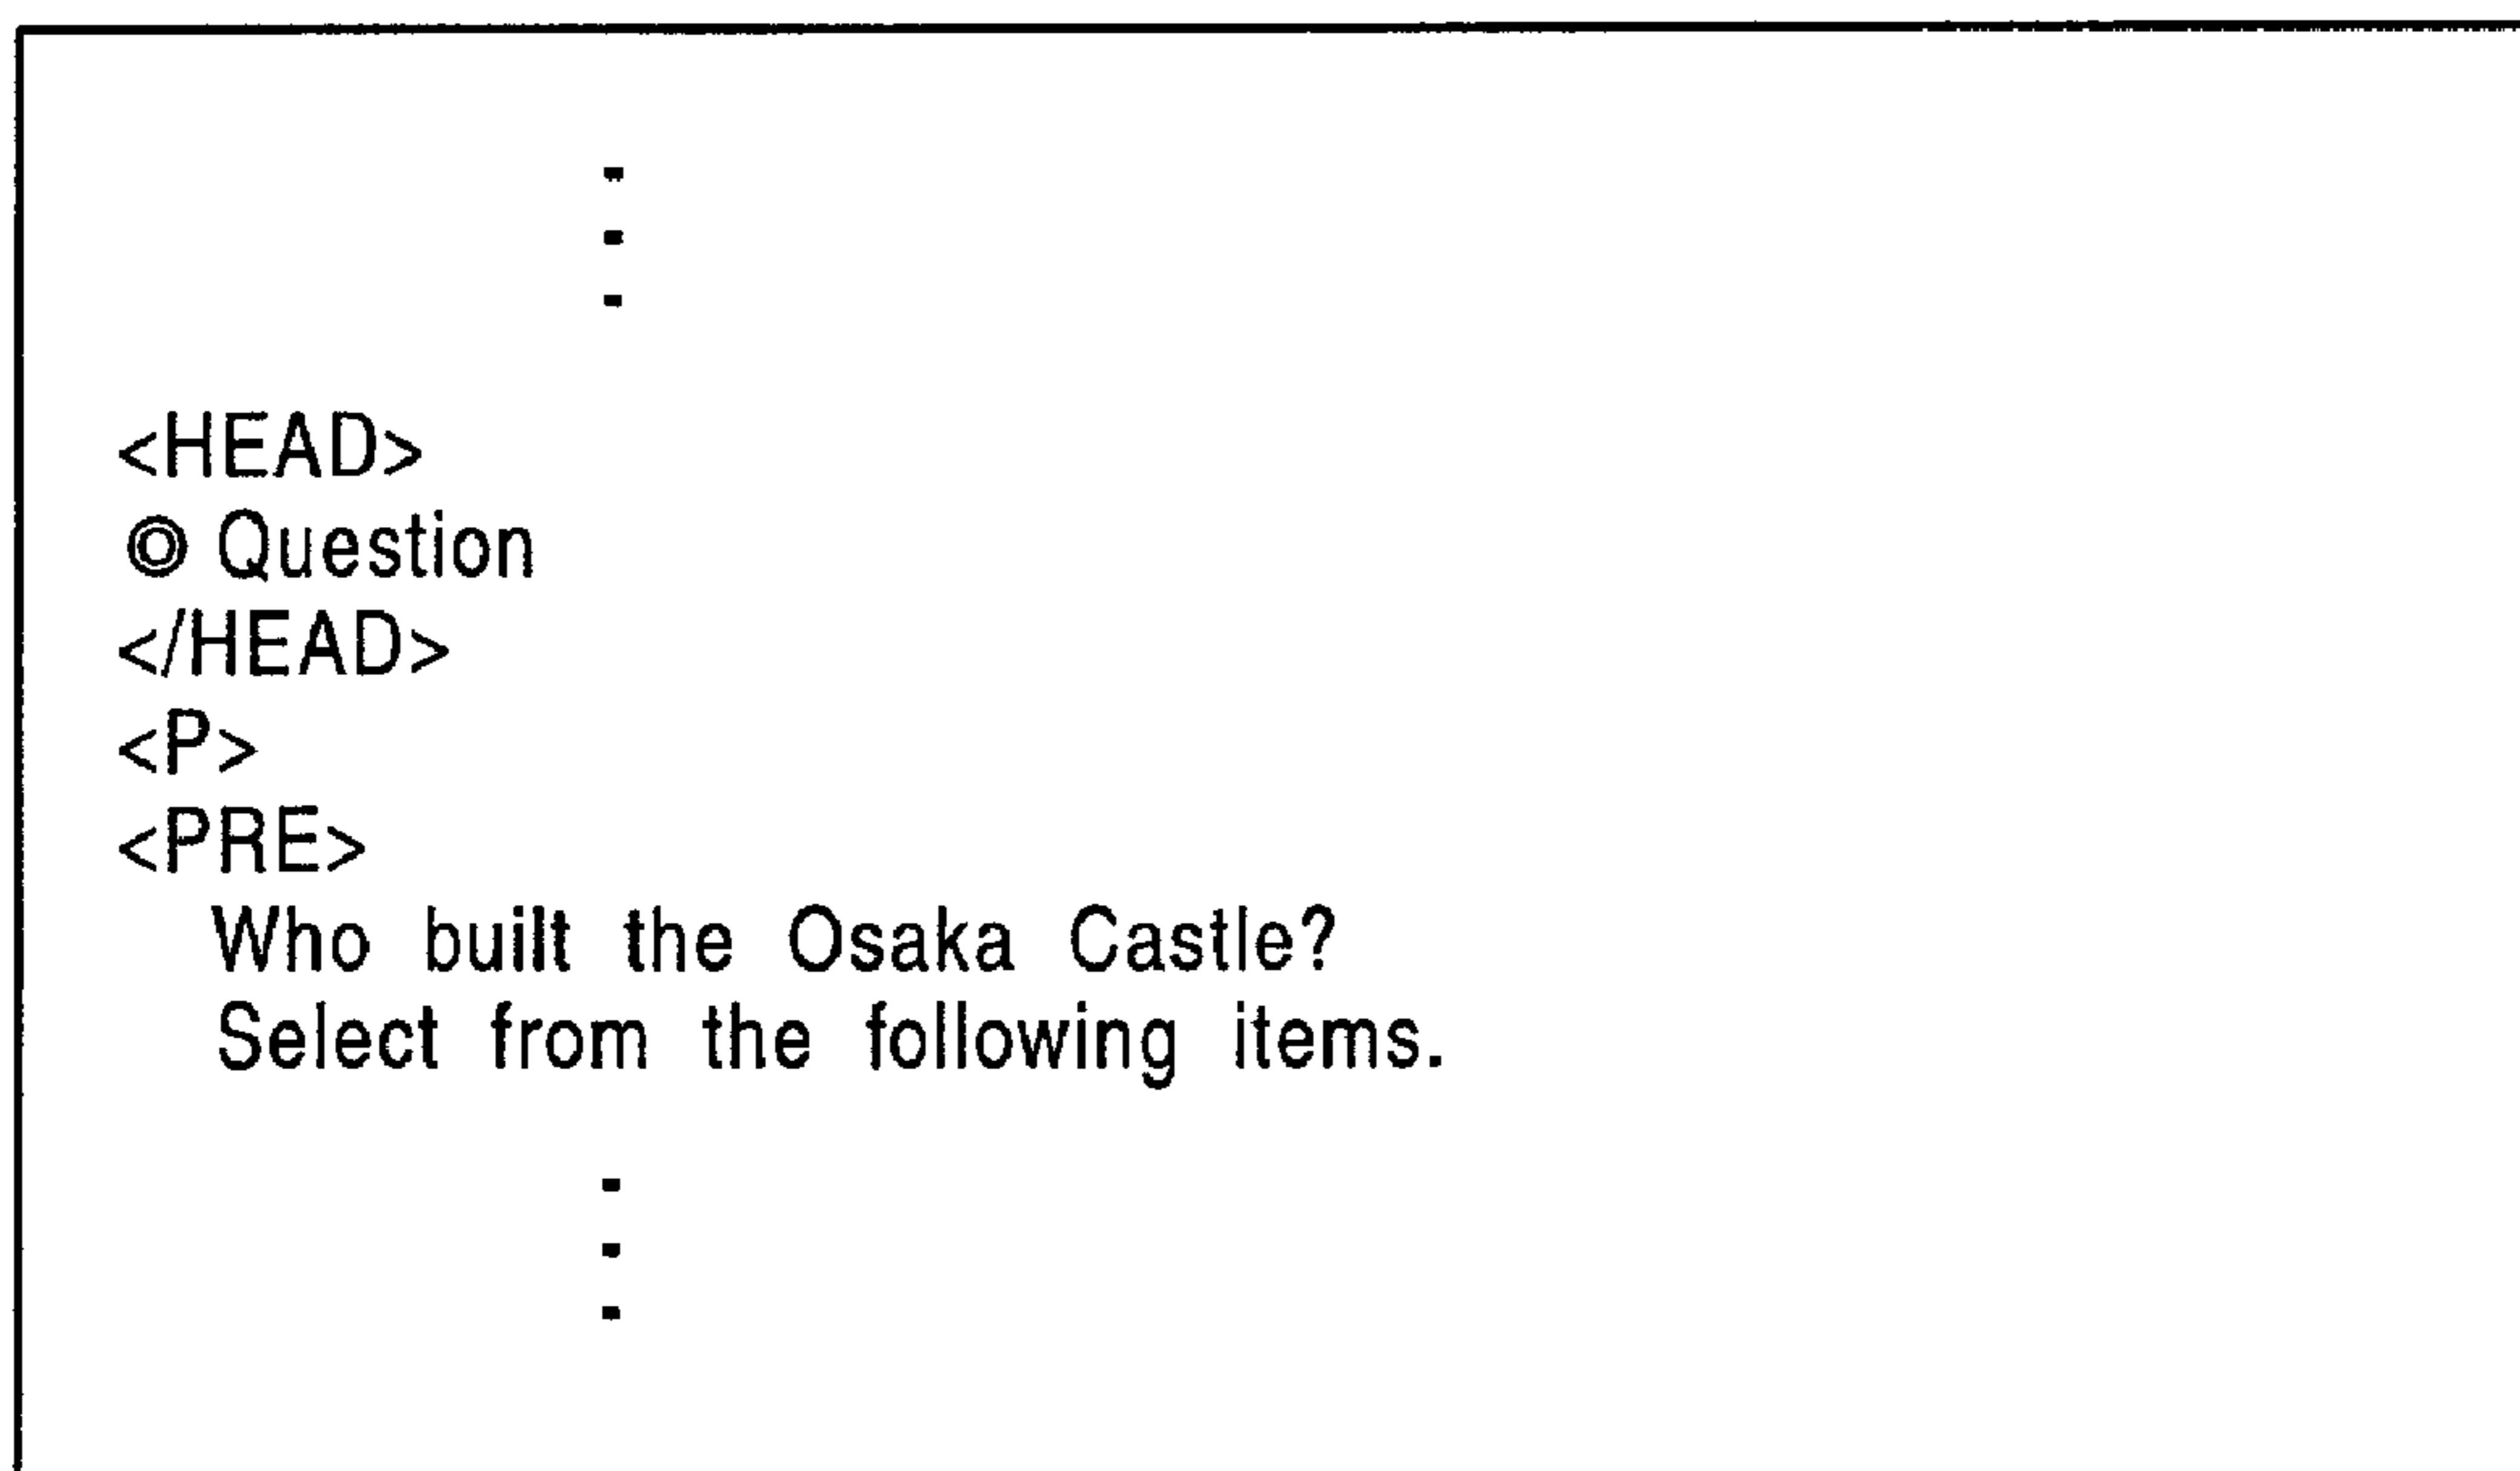 <HEAD>
◎ Question
</HEAD>
<P>
<PRE>
Who built the Osaka Castle?
Select from the following items.